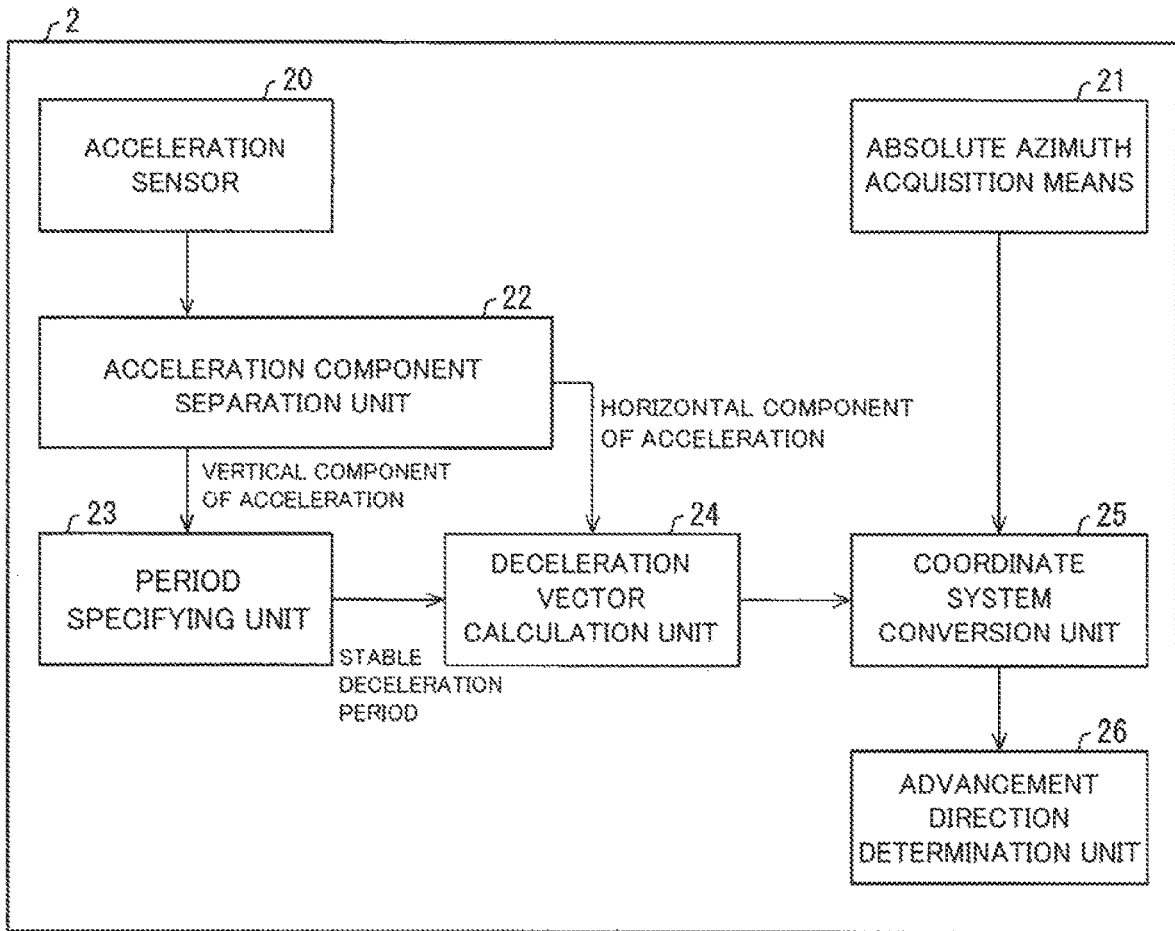 2
20
ACCELERATION
SENSOR
21
ABSOLUTE AZIMUTH
ACQUISITION MEANS
22
ACCELERATION COMPONENT
SEPARATION UNIT
HORIZONTAL COMPONENT
OF ACCELERATION
VERTICAL COMPONENT
OF ACCELERATION
23
PERIOD
SPECIFYING UNIT
STABLE
DECELERATION
PERIOD
24
DECELERATION
VECTOR
CALCULATION UNIT
25
COORDINATE
SYSTEM
CONVERSION UNIT
26
ADVANCEMENT
DIRECTION
DETERMINATION UNIT